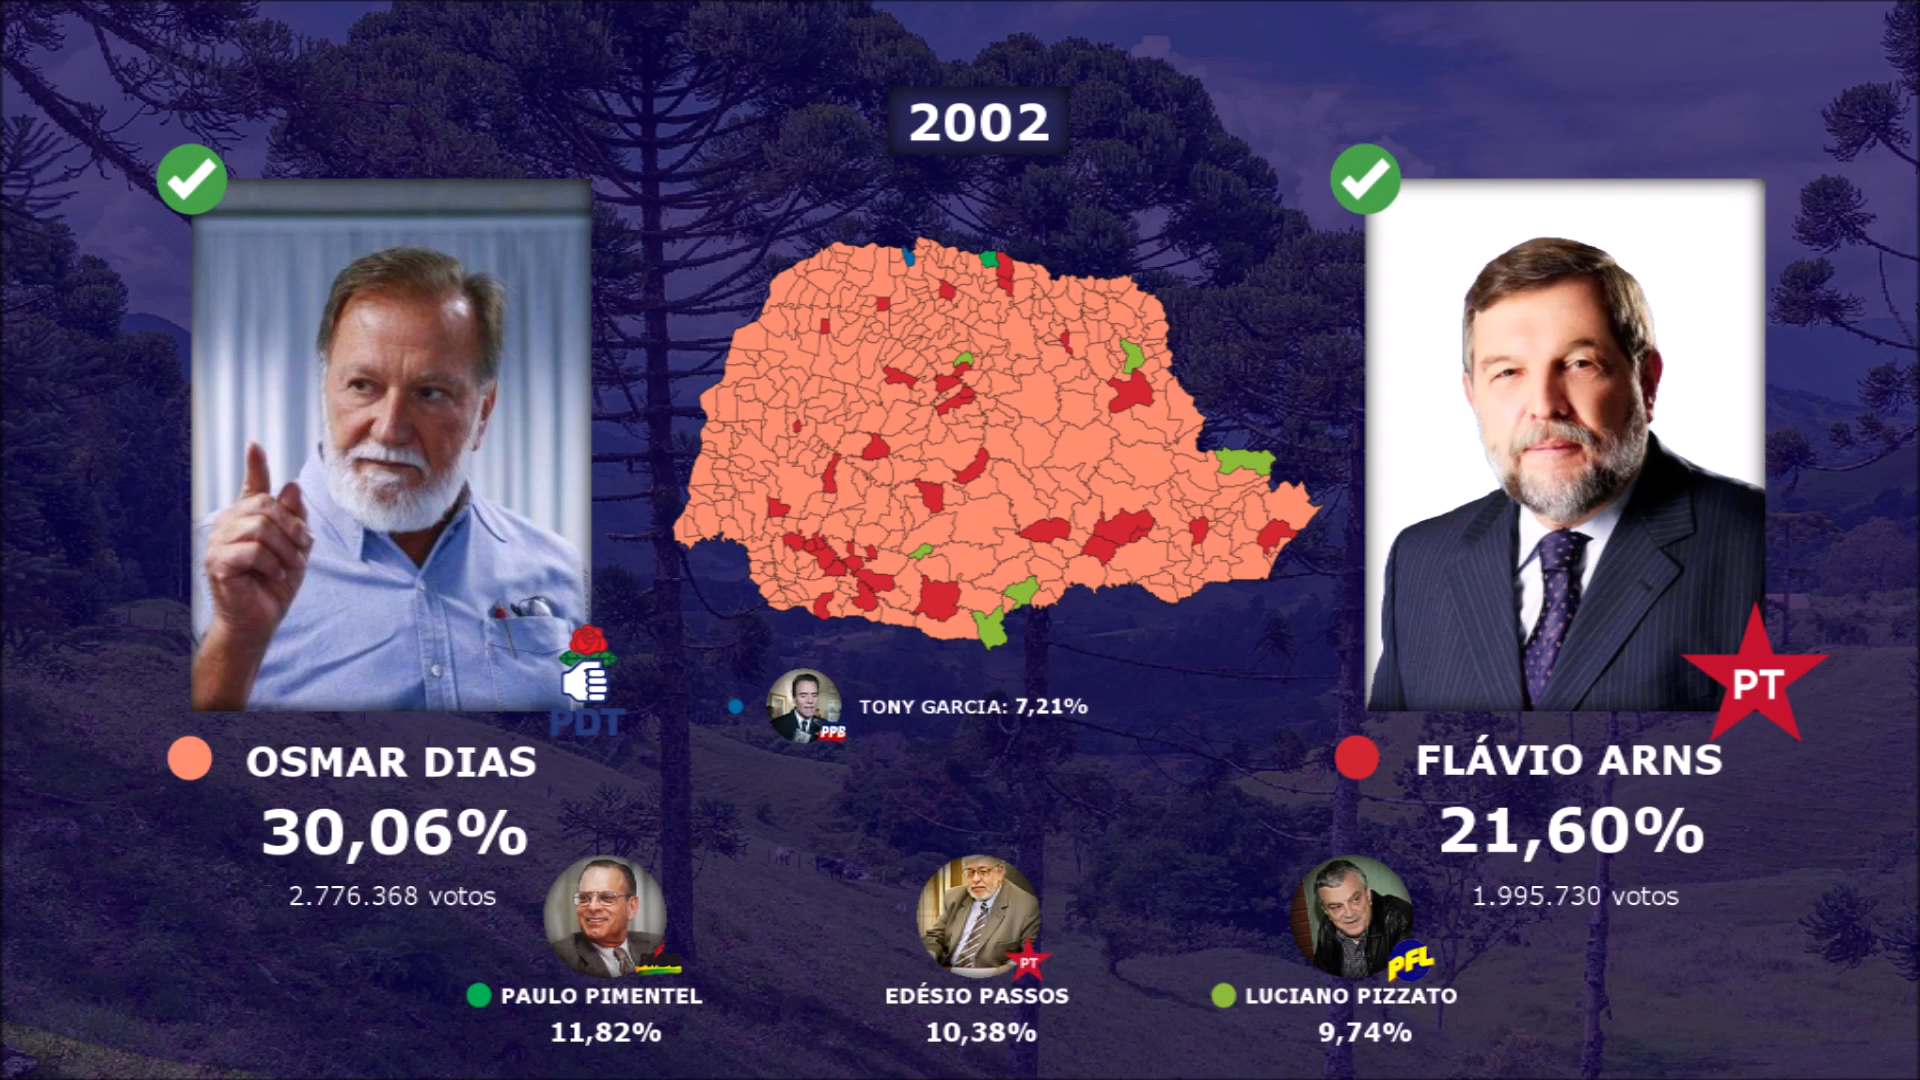 2002
PDT
OSMAR DIAS
30,06%
2.776.368 votos
PPB
TONY GARCIA: 7,21%
PT
FLÁVIO ARNS
21,60%
1.995.730 votos
PAULO PIMENTEL
11,82%
PT
EDÉSIO PASSOS
10,38%
PFL
LUCIANO PIZZATO
9,74%